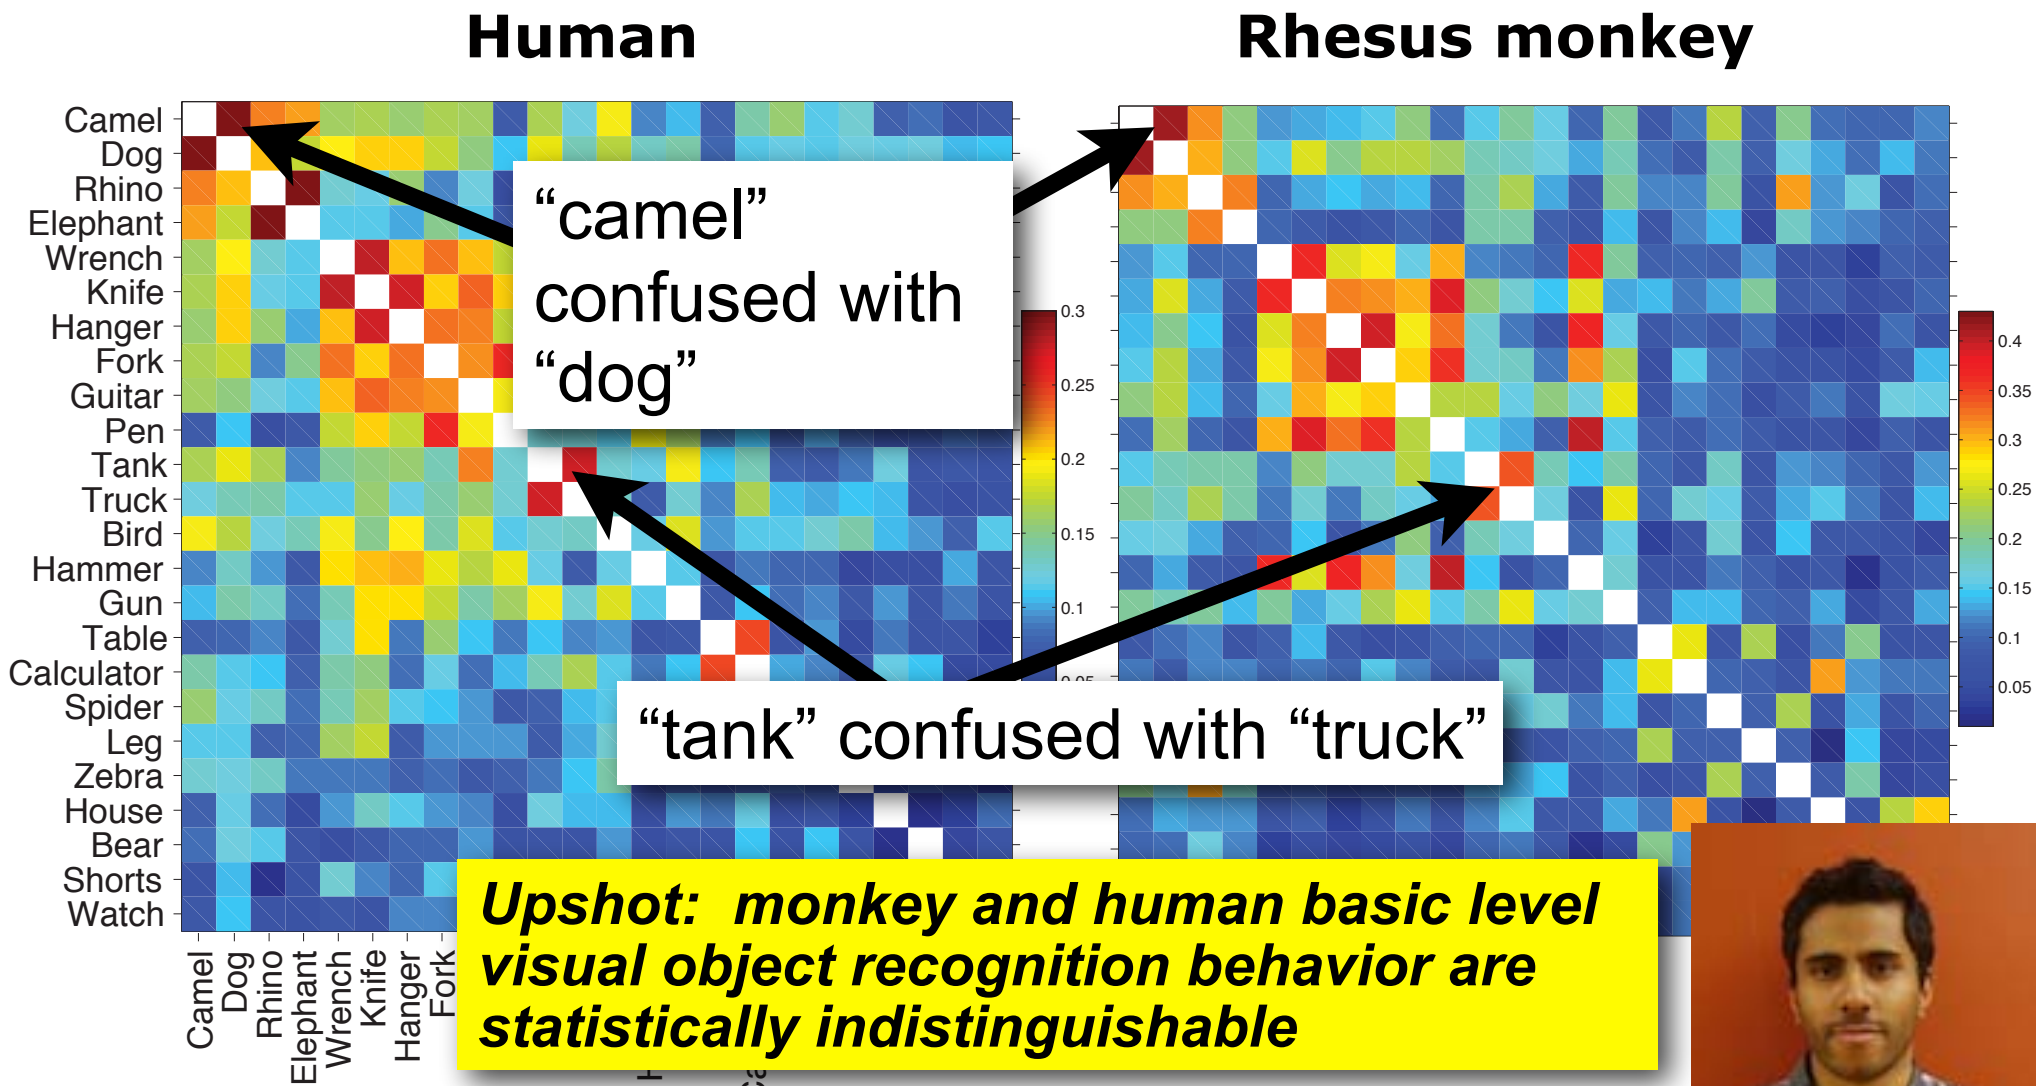 Human
Rhesus monkey
Camel
Dog
Rhino
Elephant
Wrench
Knife
Hanger
Fork
Guitar
Pen
Tank
Truck
Bird
Hammer
Gun
Table
Calculator
Spider
Leg
Zebra
House
Bear
Shorts
Watch
“camel”
confused with
“dog”
0.3
0.25
0.2
0.15
0.1
0.4
0.35
0.3
0.25
0.2
0.15
0.1
0.05
“tank” confused with “truck”
Upshot: monkey and human basic level
visual object recognition behavior are
statistically indistinguishable
Camel
Dog
Rhino
Elephant
Wrench
Knife
Hanger
Fork